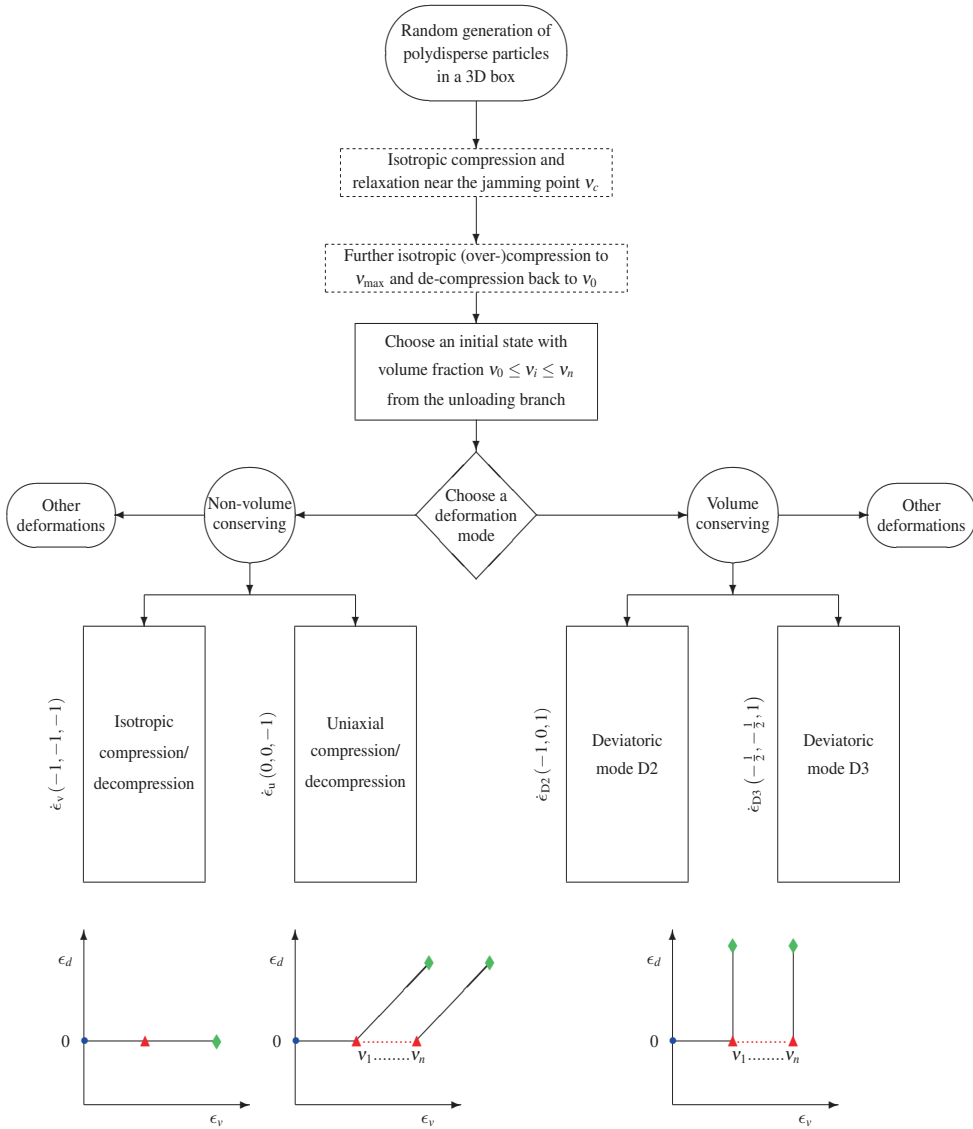 Random generation of
polydisperse particles
in a 3D box
Isotropic compression and
relaxation near the jamming point ν_c
Further isotropic (over-)compression to
ν_max and de-compression back to ν_0
Choose an initial state with
volume fraction ν_0 ≤ ν_i ≤ ν_n
from the unloading branch
Choose a
deformation
mode
Non-volume
conserving
Other
deformations
Volume
conserving
Other
deformations
ϵ̇_v (−1, −1, −1)
Isotropic
compression/
decompression
ϵ̇_u (0, 0, −1)
Uniaxial
compression/
decompression
ϵ̇_D2 (−1, 0, 1)
Deviatoric
mode D2
ϵ̇_D3 (−1/2, −1/2, 1)
Deviatoric
mode D3
ϵ_d
0
ϵ_v
ϵ_d
0
ν_1........ν_n
ϵ_v
ϵ_d
0
ν_1........ν_n
ϵ_v